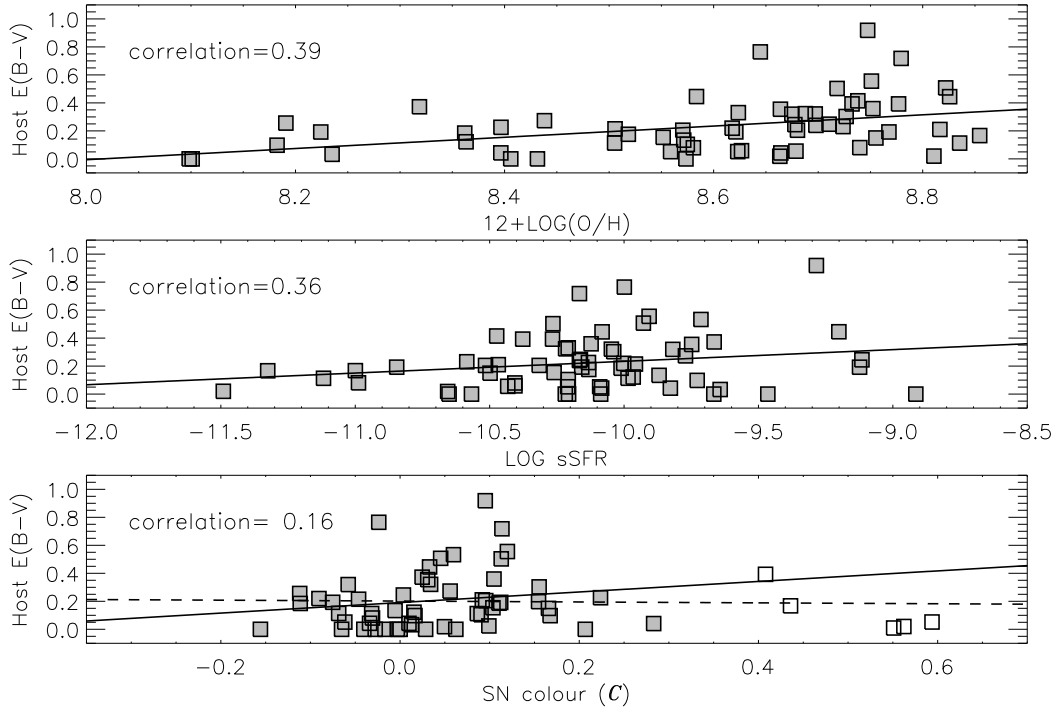 Host E(B−V)
1.0
0.8
0.6
0.4
0.2
0.0
correlation=0.39
8.0 8.2 8.4 8.6 8.8
12+LOG(O/H)
Host E(B−V)
1.0
0.8
0.6
0.4
0.2
0.0
correlation=0.36
−12.0 −11.5 −11.0 −10.5 −10.0 −9.5 −9.0 −8.5
LOG sSFR
Host E(B−V)
1.0
0.8
0.6
0.4
0.2
0.0
correlation= 0.16
−0.2 0.0 0.2 0.4 0.6
SN colour (C)